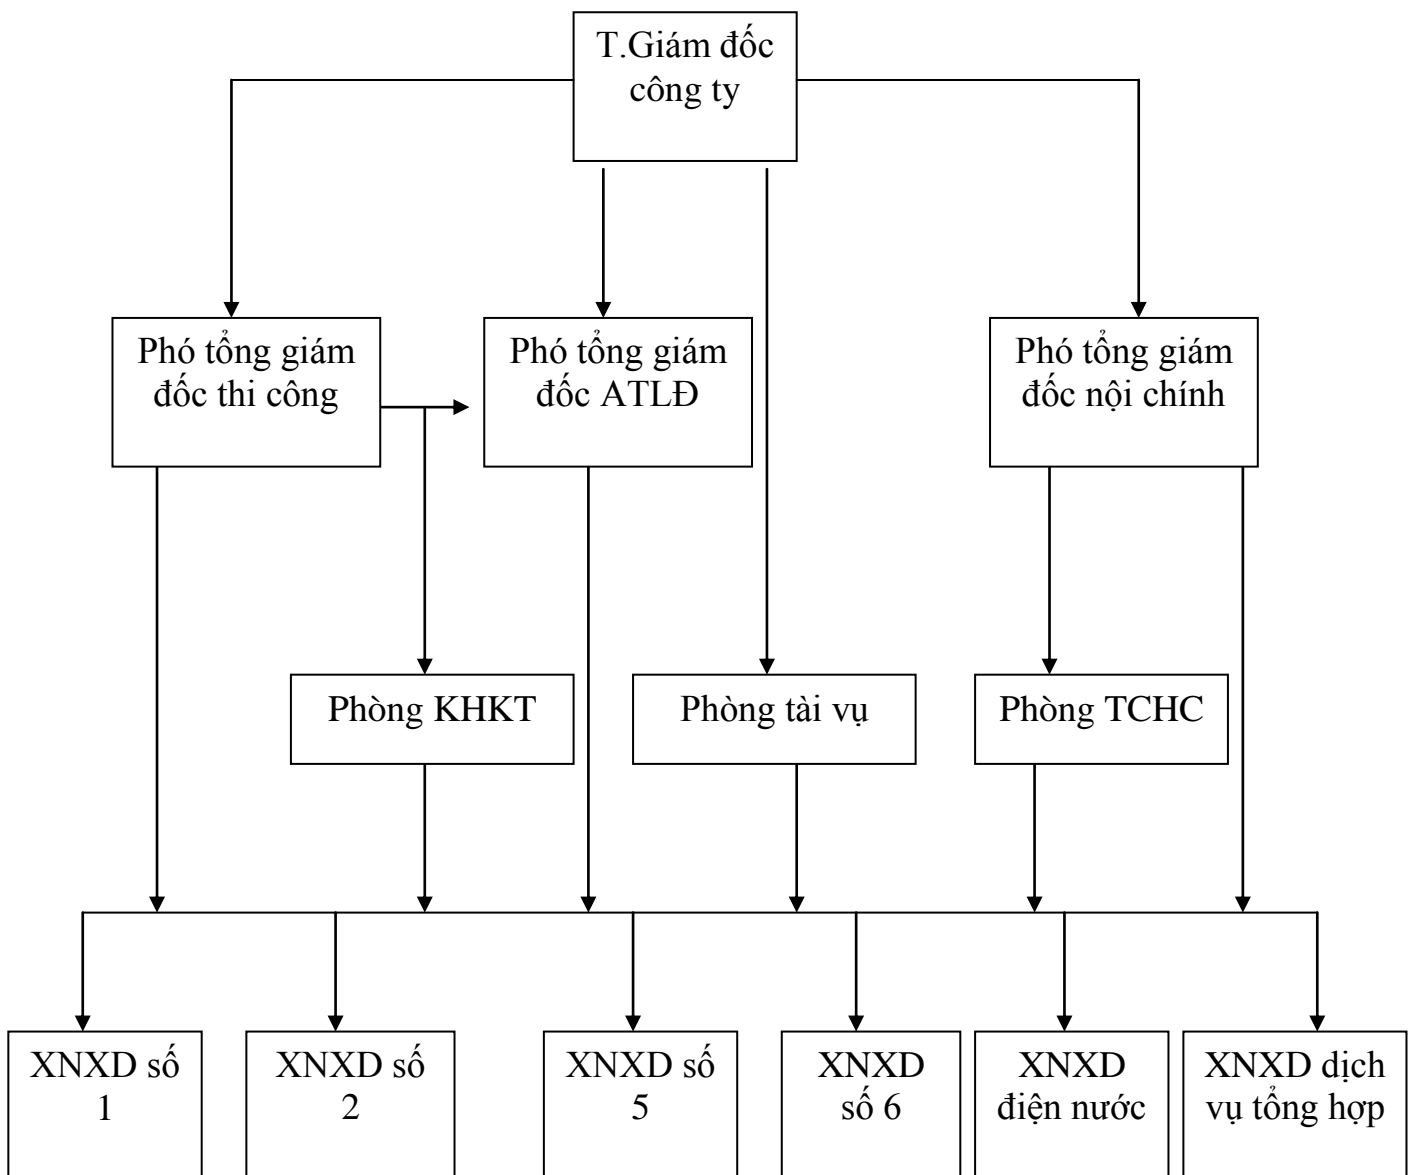 T.Giám đốc
công ty
Phó tổng giám
đốc thi công
Phó tổng giám
đốc ATLĐ
Phó tổng giám
đốc nội chính
Phòng KHKT
Phòng tài vụ
Phòng TCHC
XNXD số
1
XNXD số
2
XNXD số
5
XNXD
số 6
XNXD
điện nước
XNXD dịch
vụ tổng hợp